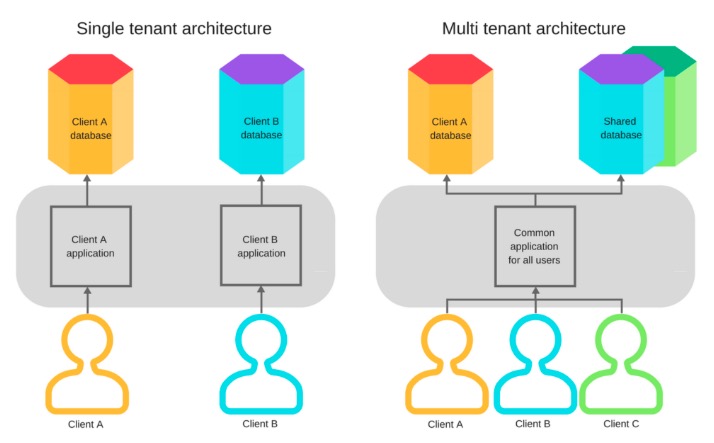 Single tenant architecture
Multi tenant architecture
Client A
database
Client B
database
Client A
database
Shared
database
Client A
application
Client B
application
Common
application
for all users
Client A
Client B
Client A
Client B
Client C